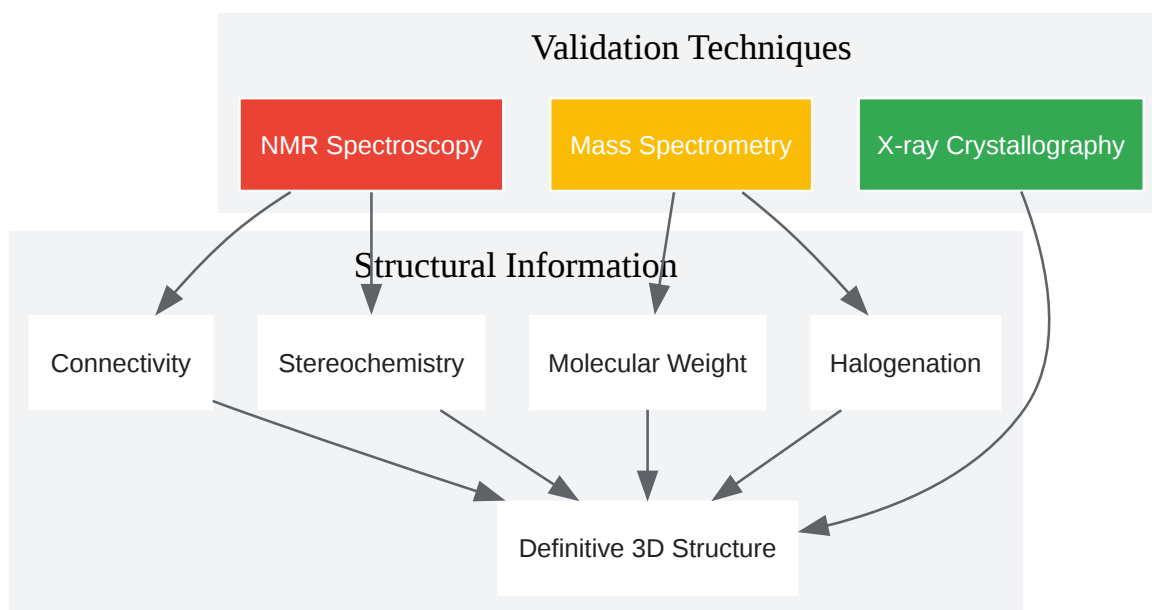 Validation Techniques
NMR Spectroscopy
Mass Spectrometry
X-ray Crystallography
Structural Information
Connectivity
Stereochemistry
Molecular Weight
Halogenation
Definitive 3D Structure